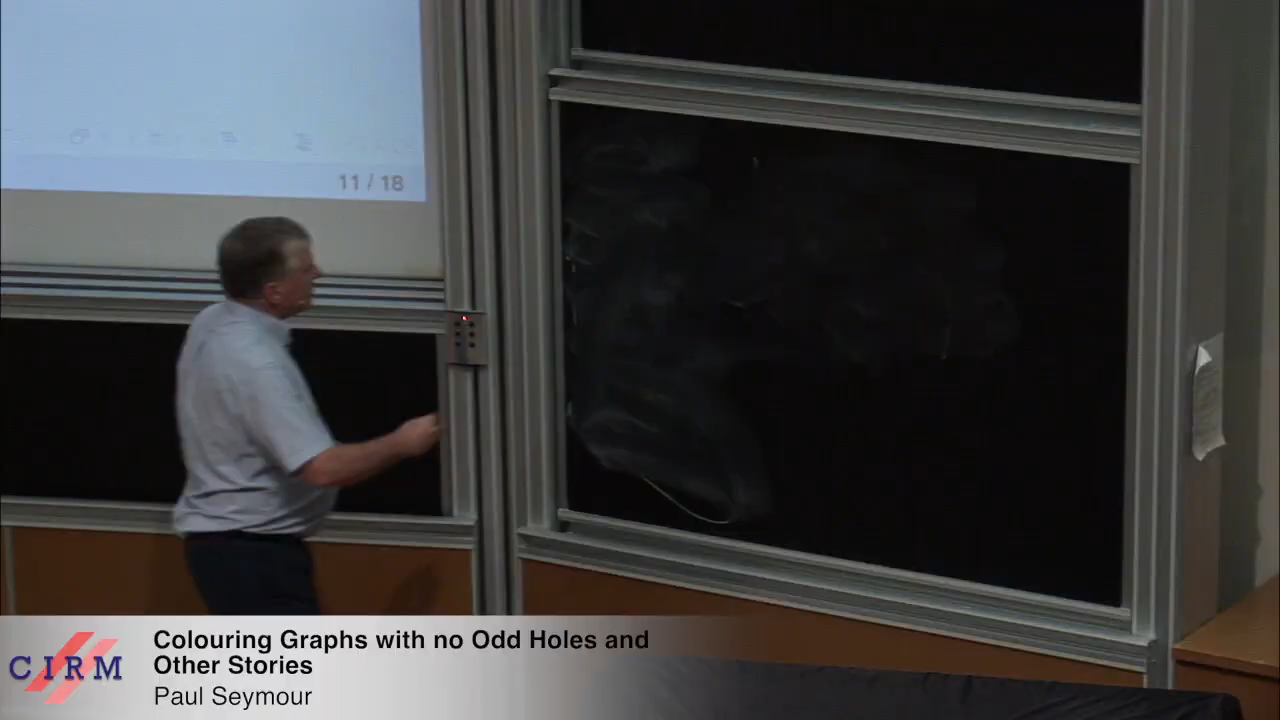 11 / 18
CIRM
Colouring Graphs with no Odd Holes and
Other Stories
Paul Seymour